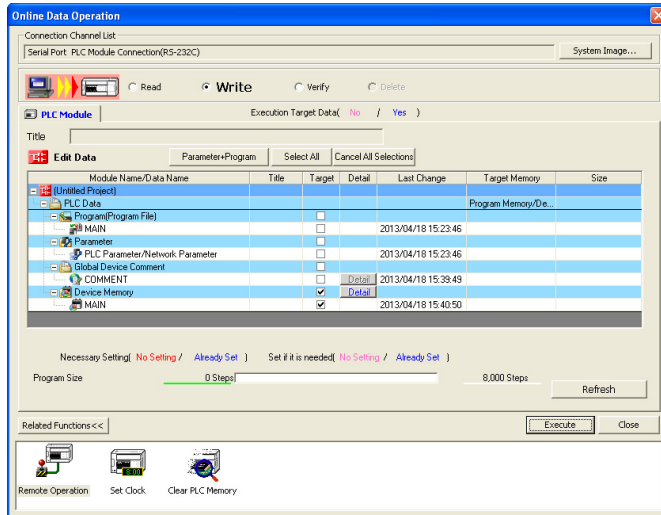 Online Data Operation
Connection Channel List
Serial Port PLC Module Connection(RS-232C)
System Image...
Read
Write
Verify
Delete
PLC Module
Execution Target Data( No / Yes )
Title
Edit Data
Parameter+Program
Select All
Cancel All Selections
Module Name/Data Name Title Target Detail Last Change Target Memory Size
(Untitled Project)
PLC Data Program Memory/De...
Program(Program File)
MAIN 2013/04/18 15:23:46
Parameter
PLC Parameter/Network Parameter 2013/04/18 15:23:46
Global Device Comment
COMMENT Detail 2013/04/18 15:39:49
Device Memory Detail
MAIN 2013/04/18 15:40:50
Necessary Setting( No Setting / Already Set ) Set if it is needed( No Setting / Already Set )
Program Size 0 Steps 8,000 Steps
Refresh
Related Functions<<
Execute
Close
Remote Operation
Set Clock
Clear PLC Memory